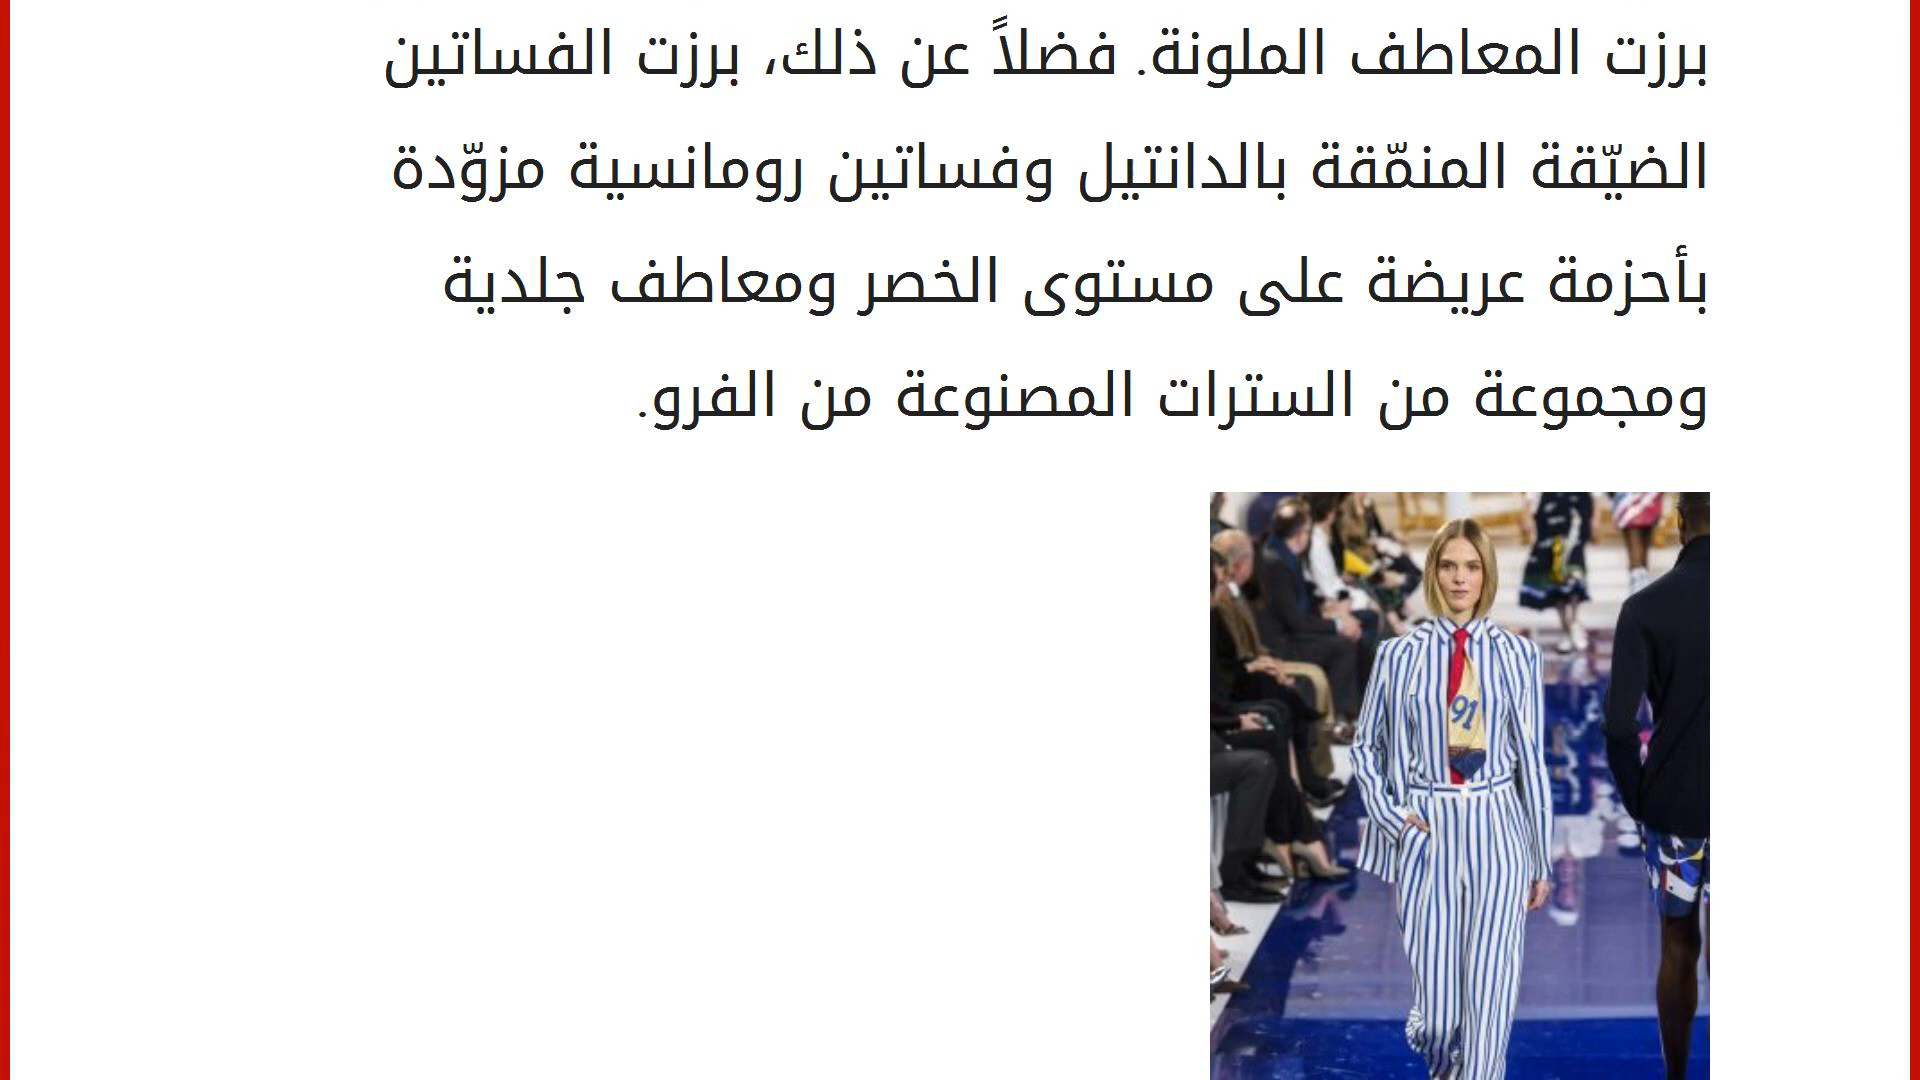 برزت المعاطف الملونة. فضلاً عن ذلك، برزت الفساتين
الضيّقة المنمّقة بالدانتيل وفساتين رومانسية مزوّدة
بأحزمة عريضة على مستوى الخصر ومعاطف جلدية
ومجموعة من السترات المصنوعة من الفرو.
91